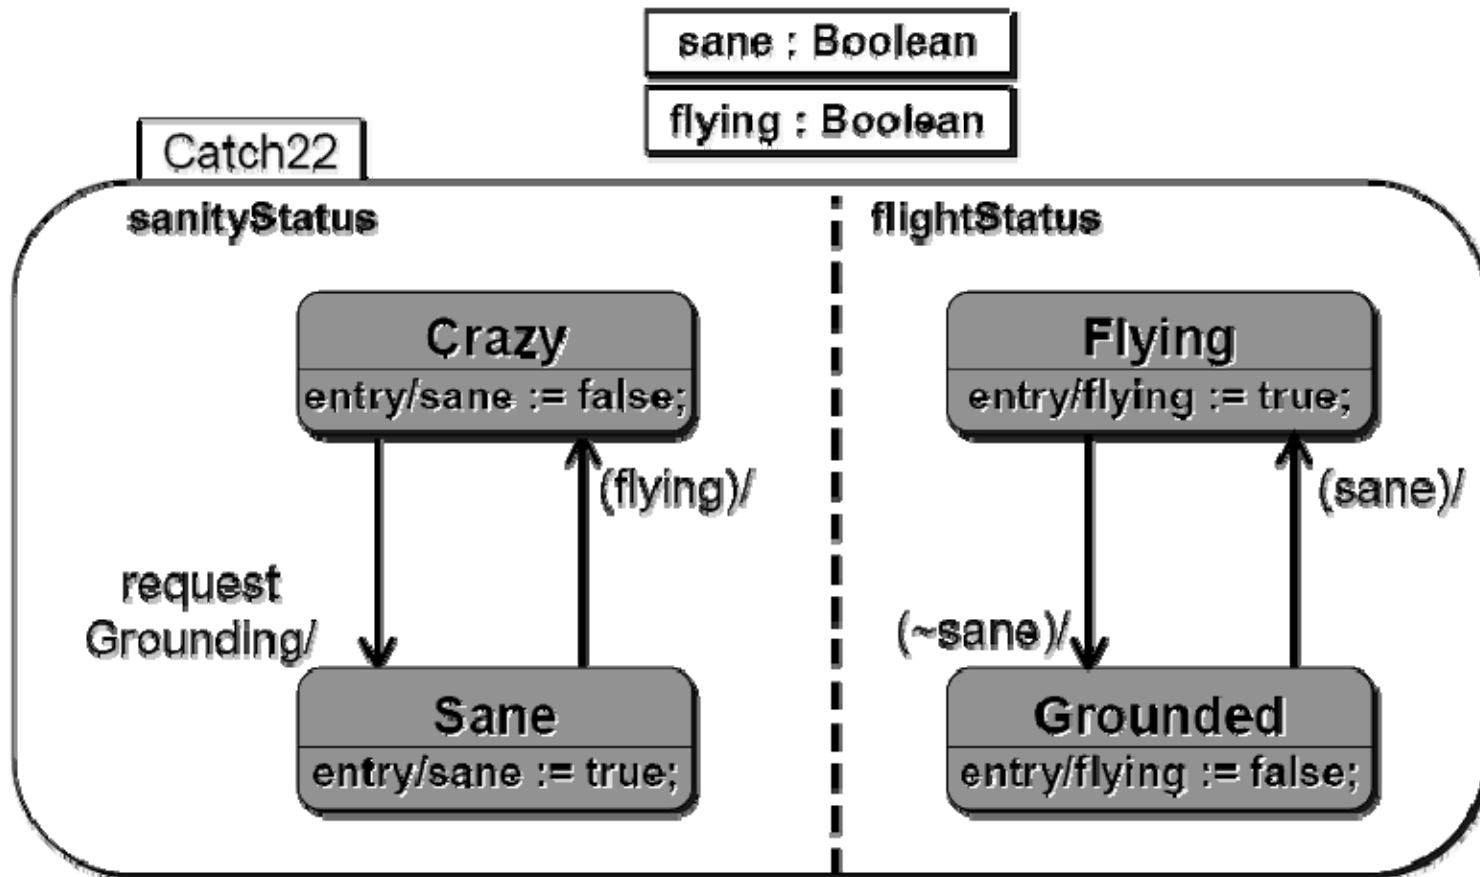 sane : Boolean
flying : Boolean
Catch22
sanityStatus
flightStatus
Crazy
entry/sane := false;
Flying
entry/flying := true;
(flying)/
(sane)/
request
Grounding/
(~sane)/
Sane
entry/sane := true;
Grounded
entry/flying := false;